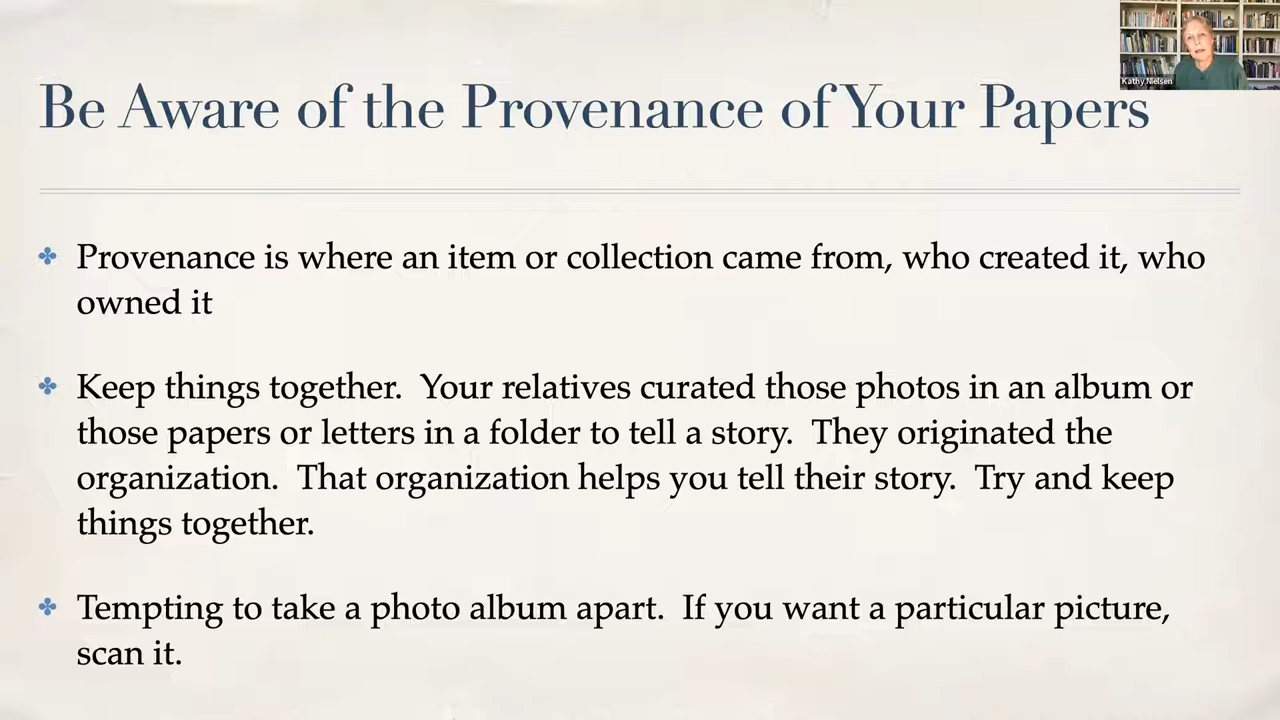 Kathy Nielsen
Be Aware of the Provenance of Your Papers
Provenance is where an item or collection came from, who created it, who
owned it
Keep things together. Your relatives curated those photos in an album or
those papers or letters in a folder to tell a story. They originated the
organization. That organization helps you tell their story. Try and keep
things together.
Tempting to take a photo album apart. If you want a particular picture,
scan it.